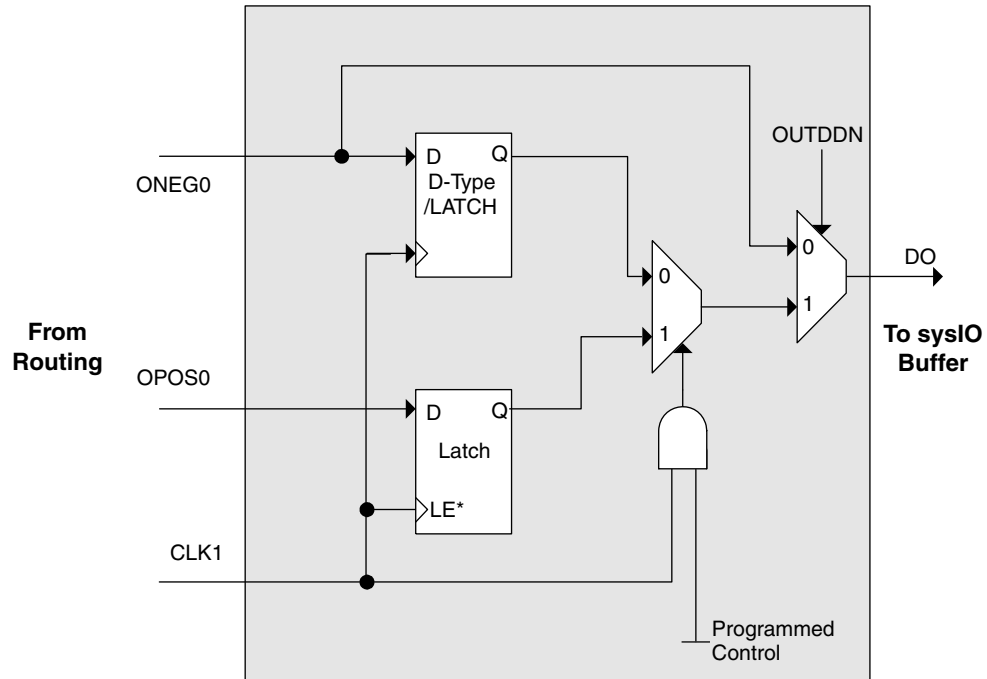 OUTDDN
ONEG0
D
Q
D-Type
/LATCH
0
0
1
DO
1
From
Routing
To sysIO
Buffer
OPOS0
D
Q
Latch
LE*
CLK1
Programmed
Control